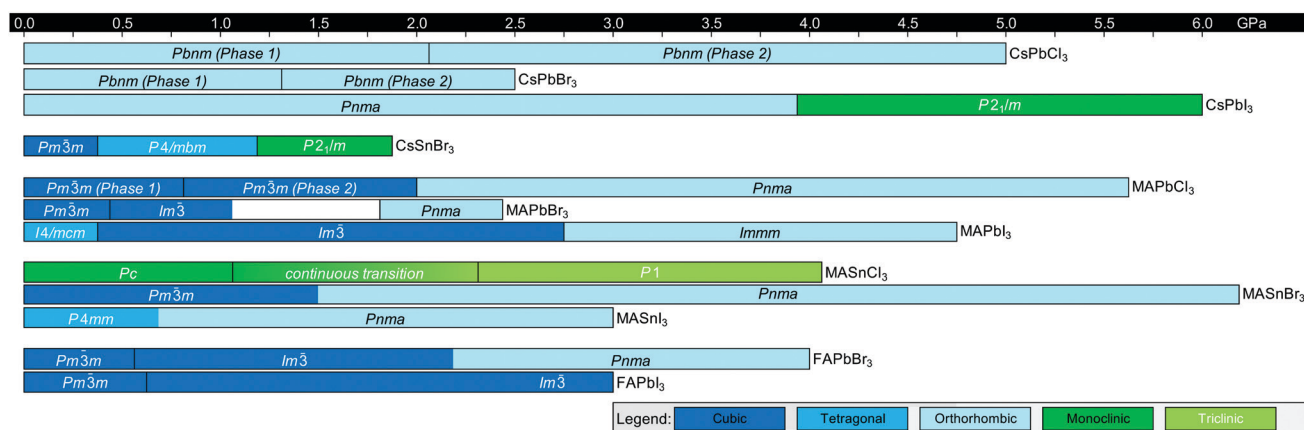 0.0 0.5 1.0 1.5 2.0 2.5 3.0 3.5 4.0 4.5 5.0 5.5 6.0 GPa
Pbnm (Phase 1) Pbnm (Phase 2) CsPbCl₃
Pbnm (Phase 1) Pbnm (Phase 2) CsPbBr₃
Pnma P2₁/m CsPbI₃
Pm3̄m P4/mbm P2₁/m CsSnBr₃
Pm3̄m (Phase 1) Pm3̄m (Phase 2) Pnma MAPbCl₃
Pm3̄m Im3̄ Pnma MAPbBr₃
I4/mcm Im3̄ Immm MAPbI₃
Pc continuous transition P1 MASnCl₃
Pm3̄m Pnma MASnBr₃
P4mm Pnma MASnI₃
Pm3̄m Im3̄ Pnma FAPbBr₃
Pm3̄m Im3̄ FAPbI₃
Legend: Cubic Tetragonal Orthorhombic Monoclinic Triclinic